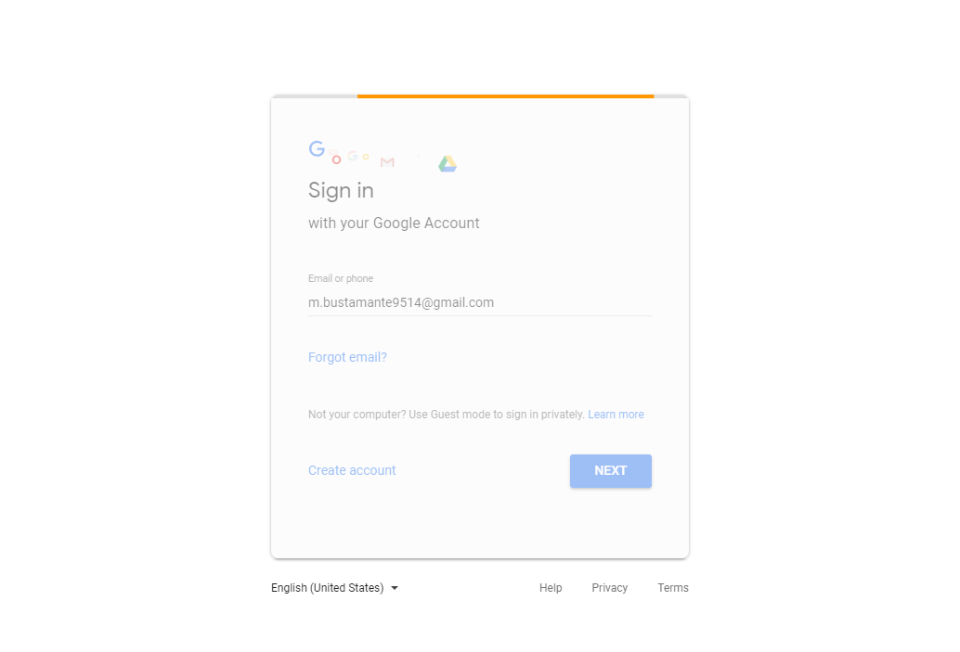 Sign in
with your Google Account
Email or phone
m.bustamante9514@gmail.com
Forgot email?
Not your computer? Use Guest mode to sign in privately. Learn more
Create account
NEXT
English (United States)
Help
Privacy
Terms